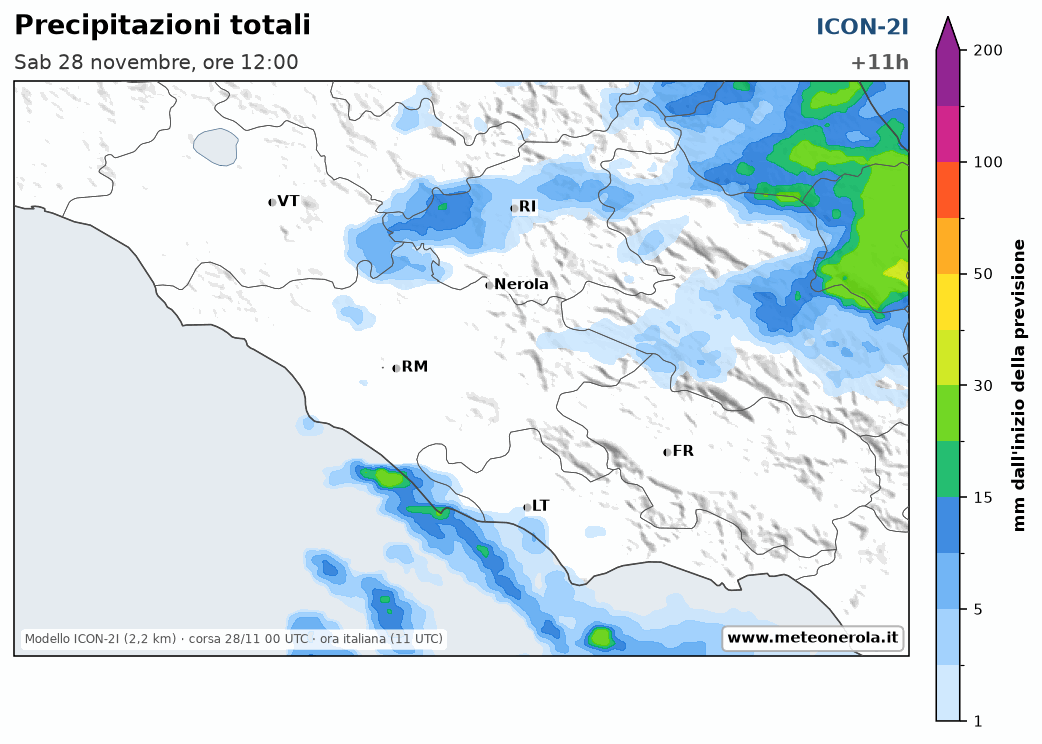 Precipitazioni totali
ICON-2I
Sab 28 novembre, ore 12:00
+11h
200
100
50
30
15
5
1
mm dall'inizio della previsione
VT
RI
Nerola
RM
FR
LT
Modello ICON-2I (2,2 km) · corsa 28/11 00 UTC · ora italiana (11 UTC)
www.meteonerola.it